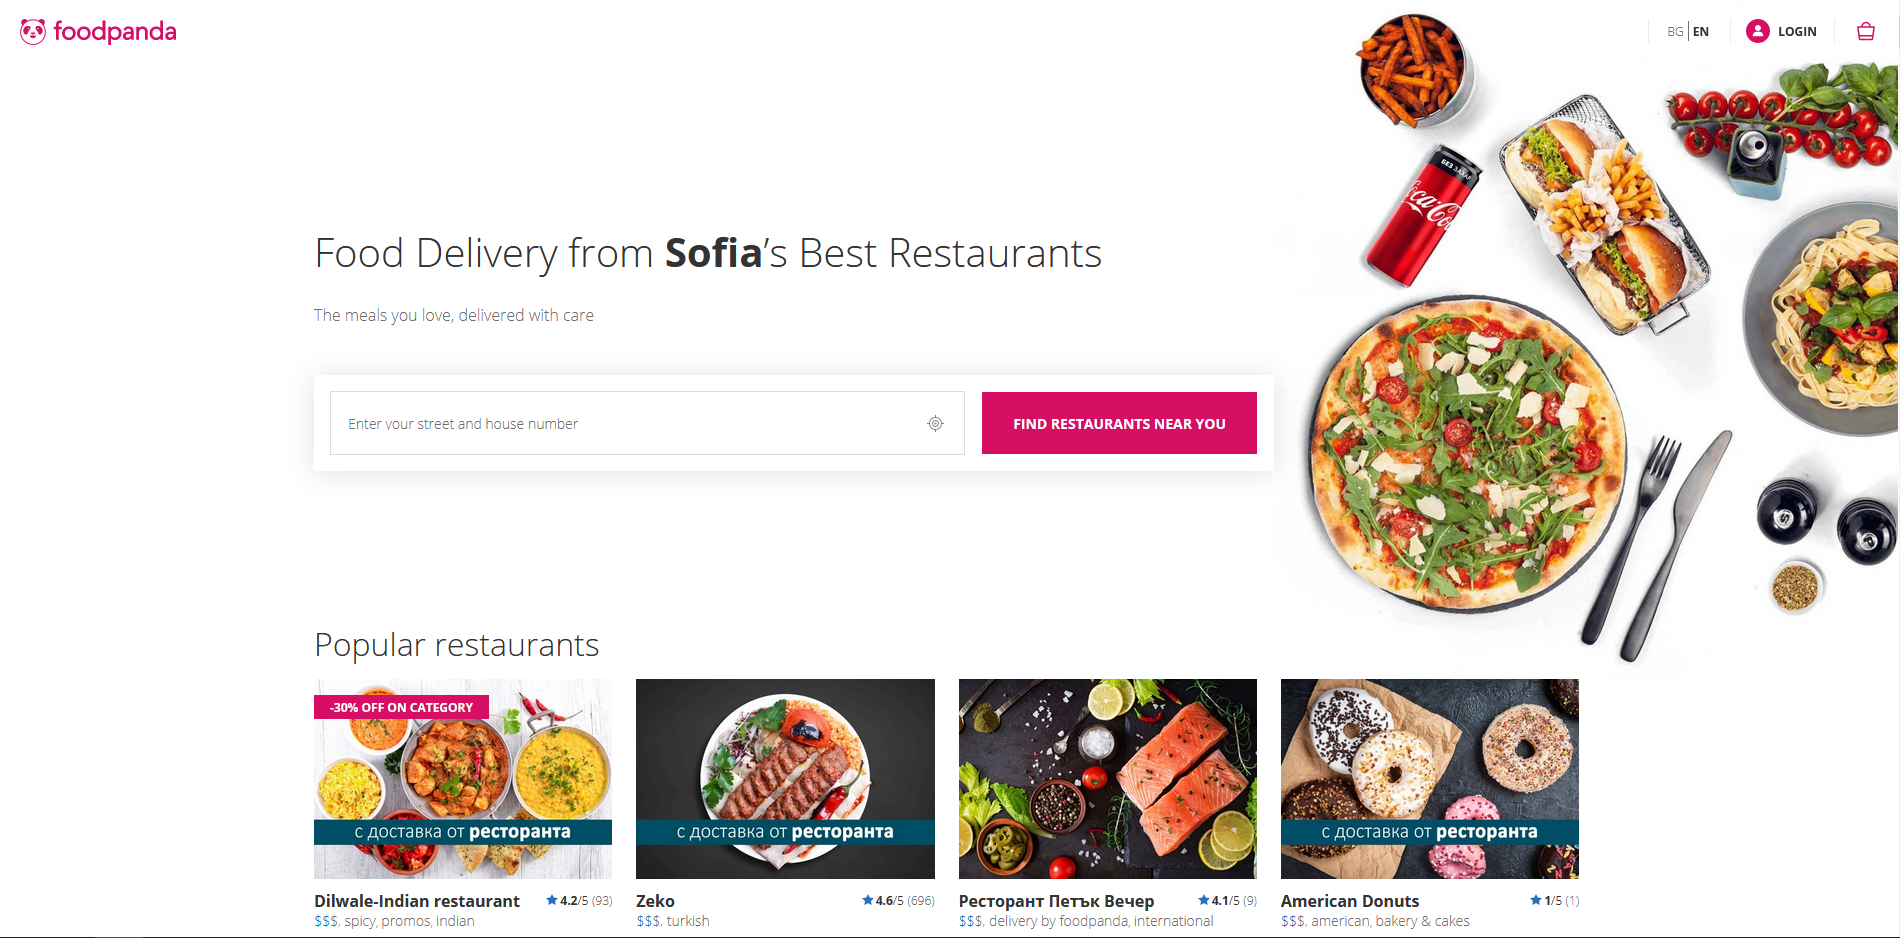 foodpanda
BG EN LOGIN
БЕЗ ЗАХАР
Coca-Co
Food Delivery from Sofia’s Best Restaurants
The meals you love, delivered with care
Enter your street and house number
FIND RESTAURANTS NEAR YOU
Popular restaurants
-30% OFF ON CATEGORY
с доставка от ресторанта
с доставка от ресторанта
с доставка от ресторанта
Dilwale-Indian restaurant 4.2/5 (93)
$$$, spicy, promos, indian
Zeko 4.6/5 (696)
$$$, turkish
Ресторант Петък Вечер 4.1/5 (9)
$$$, delivery by foodpanda, international
American Donuts 1/5 (1)
$$$, american, bakery & cakes